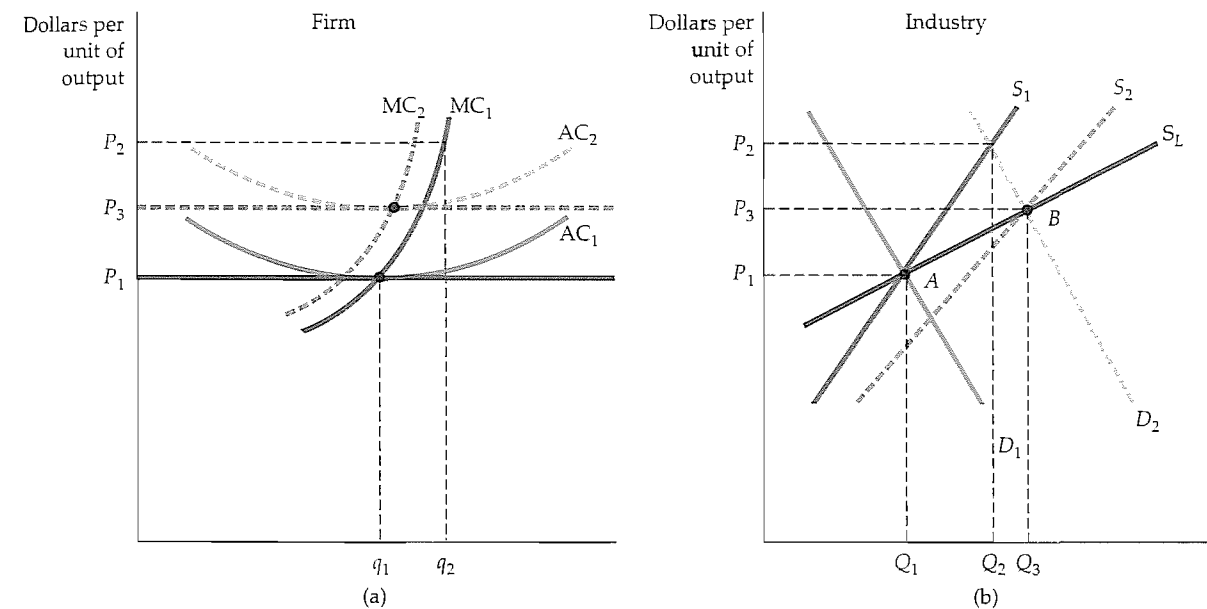 Dollars per
unit of
output
Firm
MC₂
MC₁
AC₂
AC₁
P₂
P₃
P₁
q₁
q₂
(a)
Dollars per
unit of
output
Industry
S₁
S₂
S_L
P₂
P₃
P₁
A
B
D₁
D₂
Q₁
Q₂
Q₃
(b)